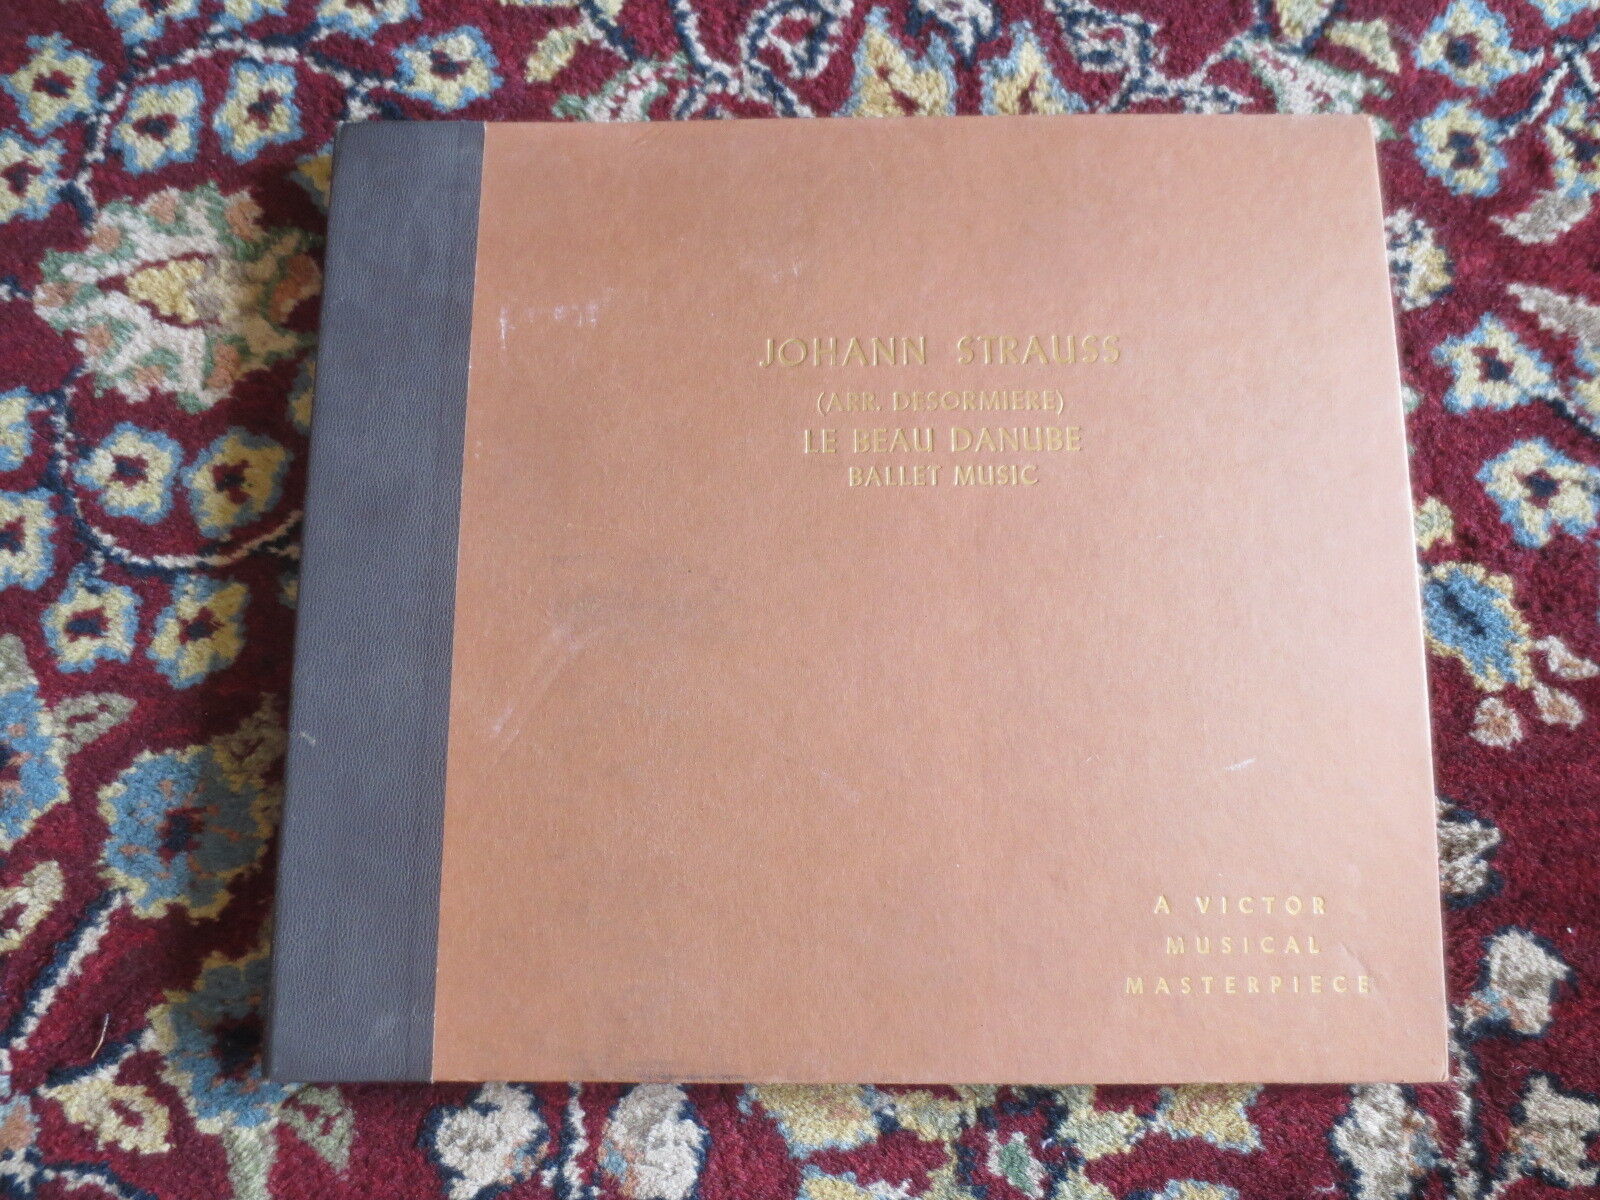 JOHANN STRAUSS
(ARR. DESORMIERE)
LE BEAU DANUBE
BALLET MUSIC
A VICTOR
MUSICAL
MASTERPIECE